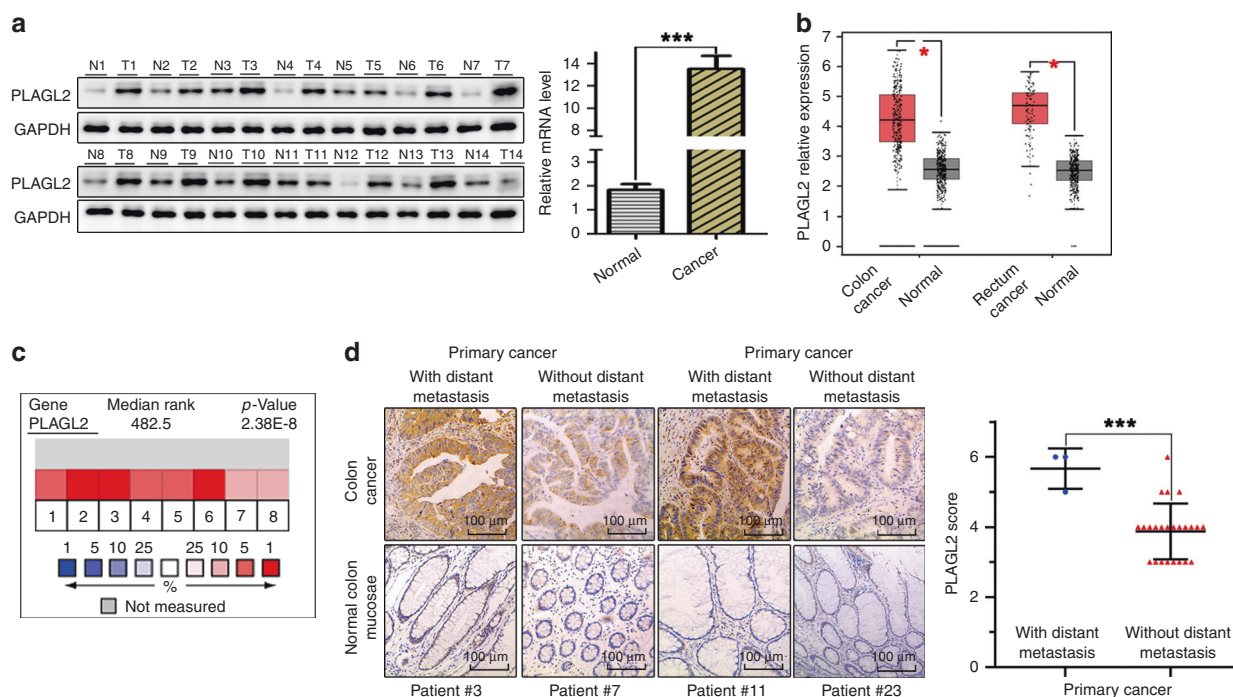 a
N1 T1 N2 T2 N3 T3 N4 T4 N5 T5 N6 T6 N7 T7
PLAGL2
GAPDH
N8 T8 N9 T9 N10 T10 N11 T11 N12 T12 N13 T13 N14 T14
PLAGL2
GAPDH
Relative mRNA level
14
12
10
8
4
3
2
1
0
***
Normal
Cancer
b
PLAGL2 relative expression
7
6
5
4
3
2
1
0
*
*
Colon
cancer
Normal
Rectum
cancer
Normal
c
Gene Median rank p-Value
PLAGL2 482.5 2.38E-8
1 2 3 4 5 6 7 8
1 5 10 25 25 10 5 1
%
Not measured
d
Primary cancer Primary cancer
With distant
metastasis
Without distant
metastasis
With distant
metastasis
Without distant
metastasis
Colon
cancer
100 µm 100 µm 100 µm 100 µm
Normal colon
mucosae
100 µm 100 µm 100 µm 100 µm
Patient #3 Patient #7 Patient #11 Patient #23
PLAGL2 score
6
4
2
0
***
With distant
metastasis
Without distant
metastasis
Primary cancer